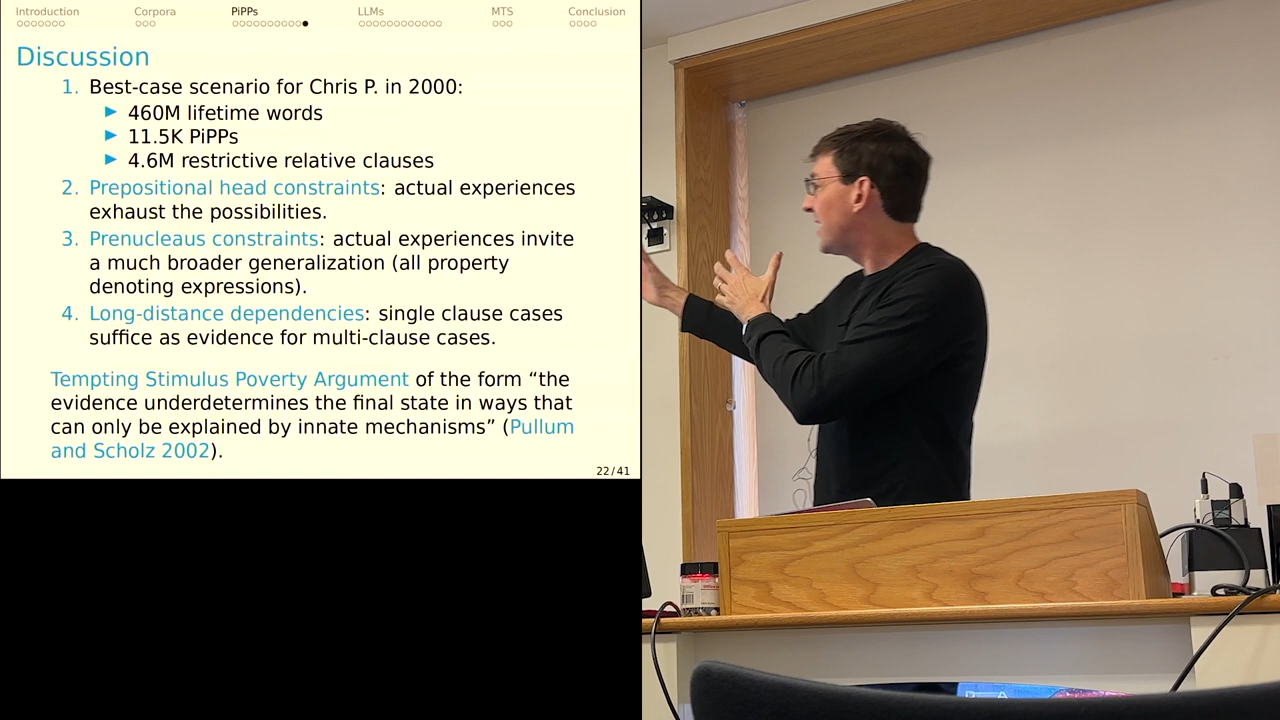 Introduction Corpora PiPPs LLMs MTS Conclusion
Discussion
1. Best-case scenario for Chris P. in 2000:
▶ 460M lifetime words
▶ 11.5K PiPPs
▶ 4.6M restrictive relative clauses
2. Prepositional head constraints: actual experiences
exhaust the possibilities.
3. Prenucleaus constraints: actual experiences invite
a much broader generalization (all property
denoting expressions).
4. Long-distance dependencies: single clause cases
suffice as evidence for multi-clause cases.
Tempting Stimulus Poverty Argument of the form “the
evidence underdetermines the final state in ways that
can only be explained by innate mechanisms” (Pullum
and Scholz 2002).
22/41